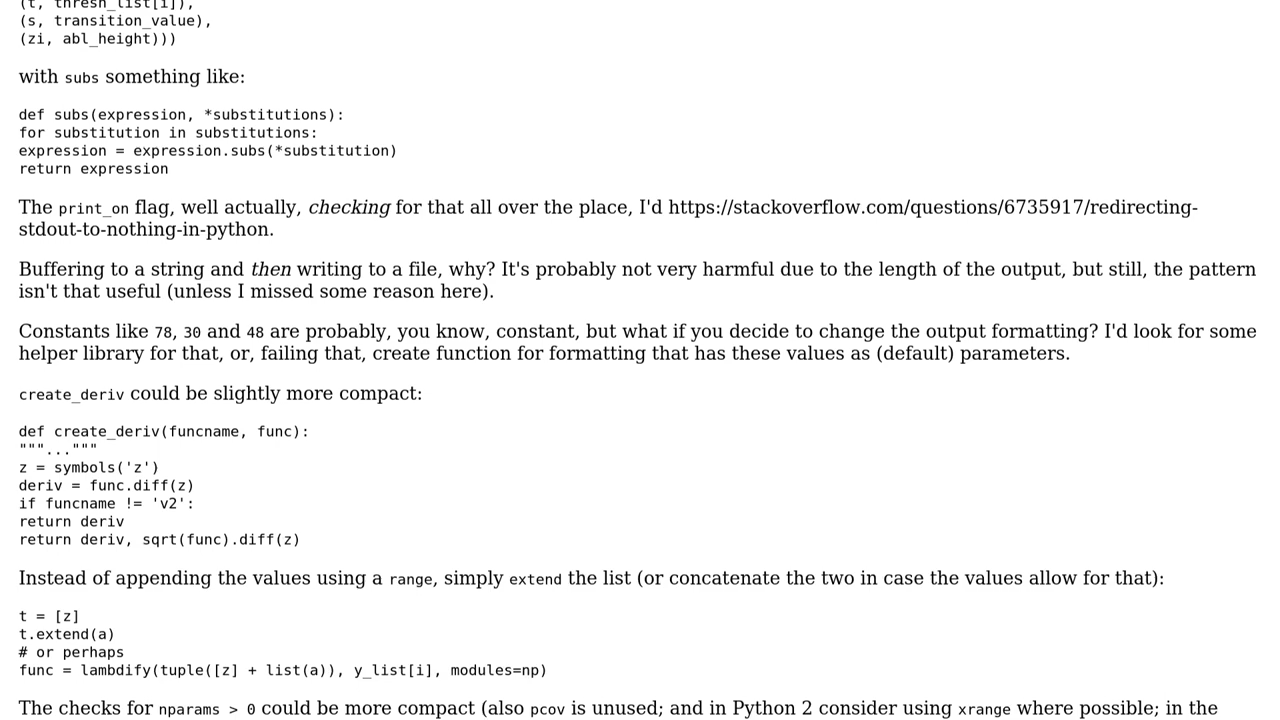 (t, thresh_list[i]),
(s, transition_value),
(zi, abl_height)))
with subs something like:
def subs(expression, *substitutions):
for substitution in substitutions:
expression = expression.subs(*substitution)
return expression
The print_on flag, well actually, checking for that all over the place, I'd https://stackoverflow.com/questions/6735917/redirecting-
stdout-to-nothing-in-python.
Buffering to a string and then writing to a file, why? It's probably not very harmful due to the length of the output, but still, the pattern
isn't that useful (unless I missed some reason here).
Constants like 78, 30 and 48 are probably, you know, constant, but what if you decide to change the output formatting? I'd look for some
helper library for that, or, failing that, create function for formatting that has these values as (default) parameters.
create_deriv could be slightly more compact:
def create_deriv(funcname, func):
"""..."""
z = symbols('z')
deriv = func.diff(z)
if funcname != 'v2':
return deriv
return deriv, sqrt(func).diff(z)
Instead of appending the values using a range, simply extend the list (or concatenate the two in case the values allow for that):
t = [z]
t.extend(a)
# or perhaps
func = lambdify(tuple([z] + list(a)), y_list[i], modules=np)
The checks for nparams > 0 could be more compact (also pcov is unused; and in Python 2 consider using xrange where possible; in the